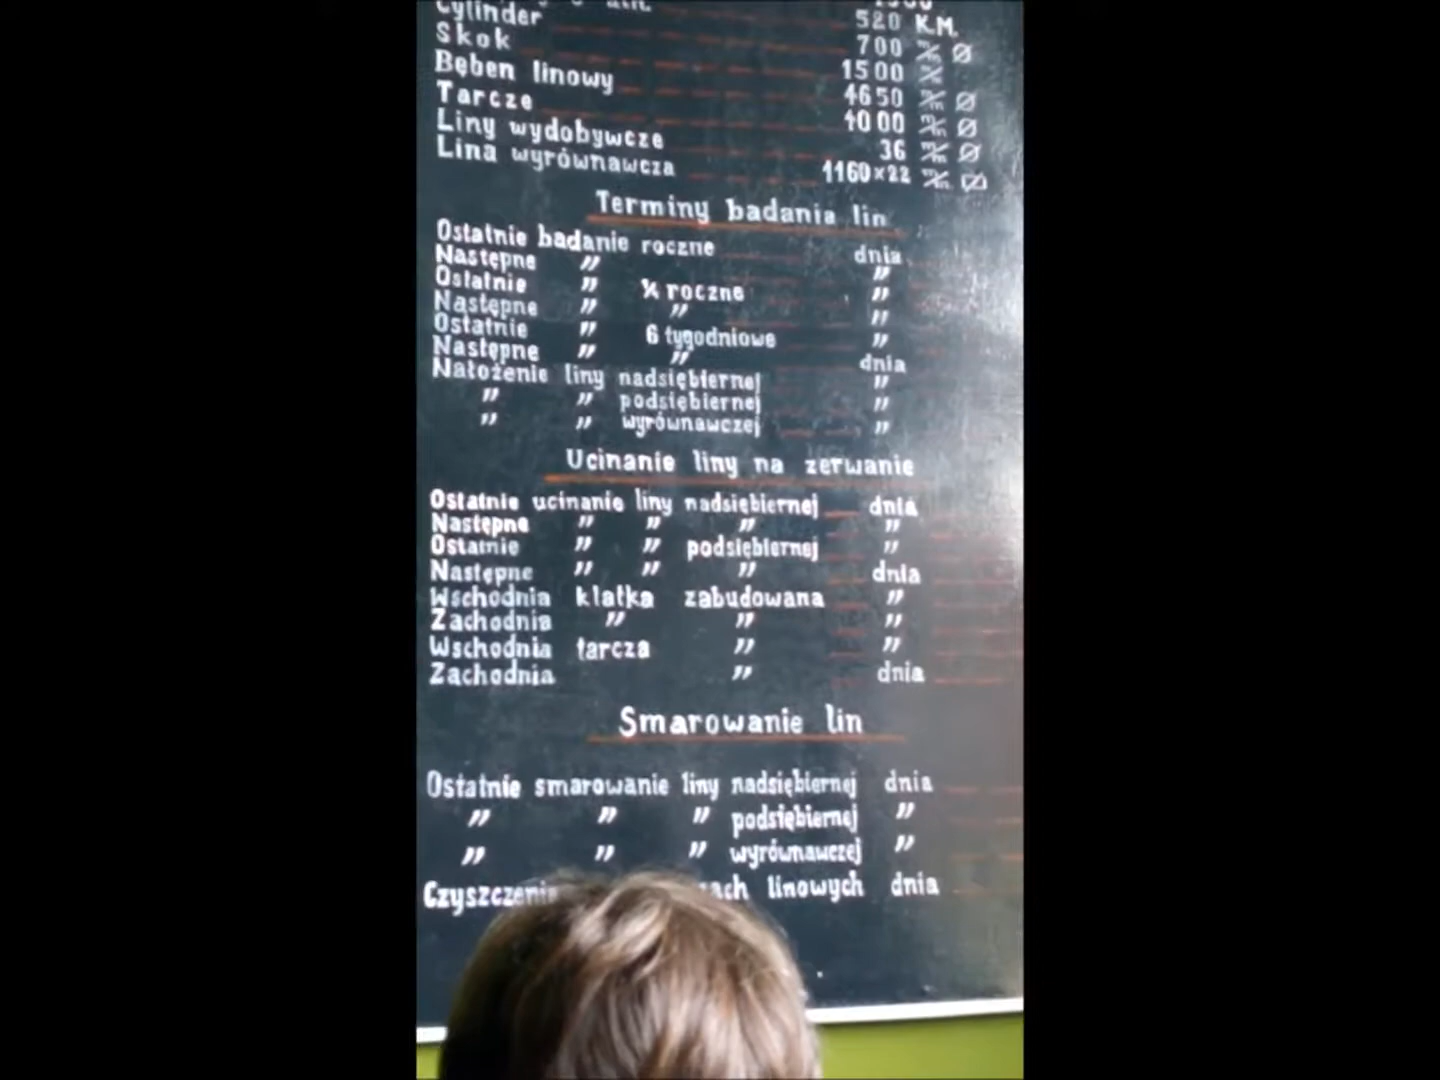 Cylinder 520 K.M.
Skok 700 m/m Ø
Bęben linowy 1500 m/m
Tarcze 4650 m/m Ø
Liny wydobywcze 4000 m/m Ø
Lina wyrównawcza 36 m/m Ø
1160×22 m/m
Terminy badania lin
Ostatnie badanie roczne dnia
Następne " "
Ostatnie " ¼ roczne "
Następne " " "
Ostatnie " 6 tygodniowe "
Następne " " dnia
Nałożenie liny nadsiębiernej "
" " podsiębiernej "
" " wyrównawczej "
Ucinanie liny na zerwanie
Ostatnie ucinanie liny nadsiębiernej dnia
Następne " " " "
Ostatnie " " podsiębiernej "
Następne " " " dnia
Wschodnia klatka zabudowana "
Zachodnia " " "
Wschodnia tarcza " "
Zachodnia " dnia
Smarowanie lin
Ostatnie smarowanie liny nadsiębiernej dnia
" " " podsiębiernej "
" " " wyrównawczej "
Czyszczenie linowych dnia